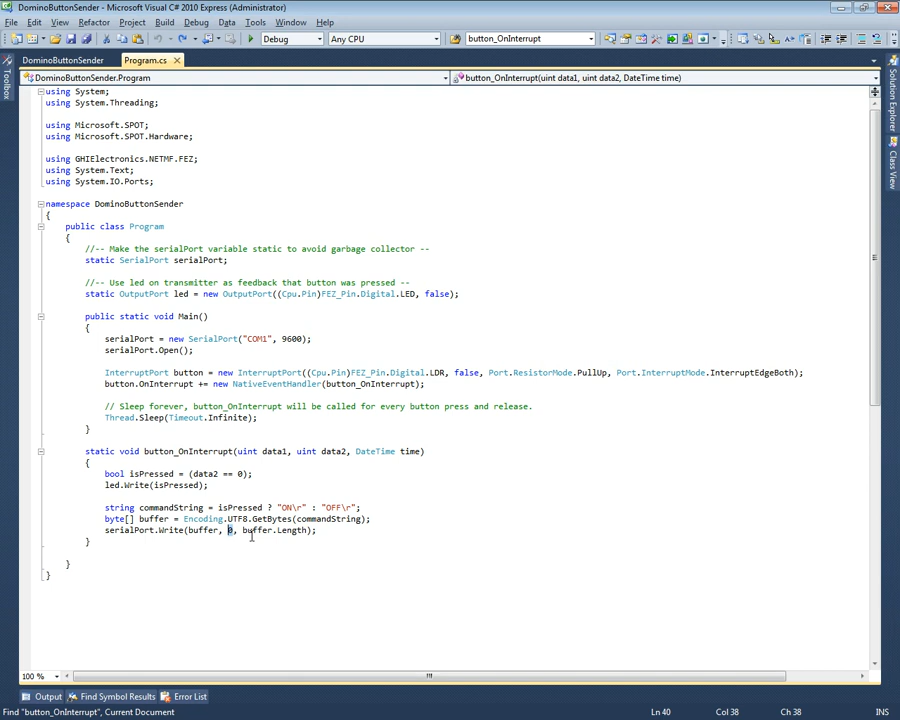 DominoButtonSender - Microsoft Visual C# 2010 Express (Administrator)
File Edit View Refactor Project Build Debug Data Tools Window Help
Debug Any CPU button_OnInterrupt
DominoButtonSender Program.cs
DominoButtonSender.Program button_OnInterrupt(uint data1, uint data2, DateTime time)
Toolbox
Solution Explorer
Class View
using System;
using System.Threading;
using Microsoft.SPOT;
using Microsoft.SPOT.Hardware;
using GHIElectronics.NETMF.FEZ;
using System.Text;
using System.IO.Ports;
namespace DominoButtonSender
{
public class Program
{
//-- Make the serialPort variable static to avoid garbage collector --
static SerialPort serialPort;
//-- Use led on transmitter as feedback that button was pressed --
static OutputPort led = new OutputPort((Cpu.Pin)FEZ_Pin.Digital.LED, false);
public static void Main()
{
serialPort = new SerialPort("COM1", 9600);
serialPort.Open();
InterruptPort button = new InterruptPort((Cpu.Pin)FEZ_Pin.Digital.LDR, false, Port.ResistorMode.PullUp, Port.InterruptMode.InterruptEdgeBoth);
button.OnInterrupt += new NativeEventHandler(button_OnInterrupt);
// Sleep forever, button_OnInterrupt will be called for every button press and release.
Thread.Sleep(Timeout.Infinite);
}
static void button_OnInterrupt(uint data1, uint data2, DateTime time)
{
bool isPressed = (data2 == 0);
led.Write(isPressed);
string commandString = isPressed ? "ON\r" : "OFF\r";
byte[] buffer = Encoding.UTF8.GetBytes(commandString);
serialPort.Write(buffer, 0, buffer.Length);
}
}
}
100 %
Output Find Symbol Results Error List
Find "button_OnInterrupt", Current Document Ln 40 Col 38 Ch 38 INS